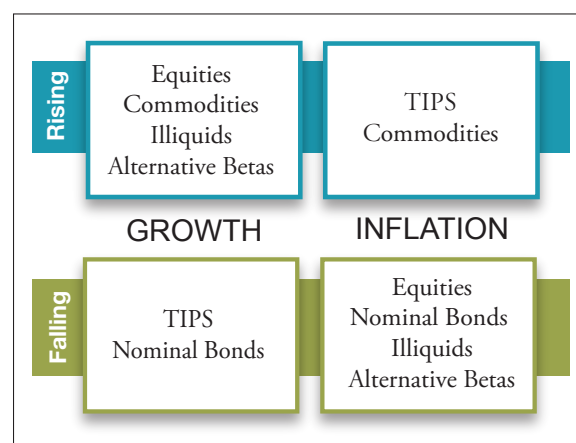 Rising
Equities
Commodities
Illiquids
Alternative Betas
TIPS
Commodities
GROWTH
INFLATION
Falling
TIPS
Nominal Bonds
Equities
Nominal Bonds
Illiquids
Alternative Betas